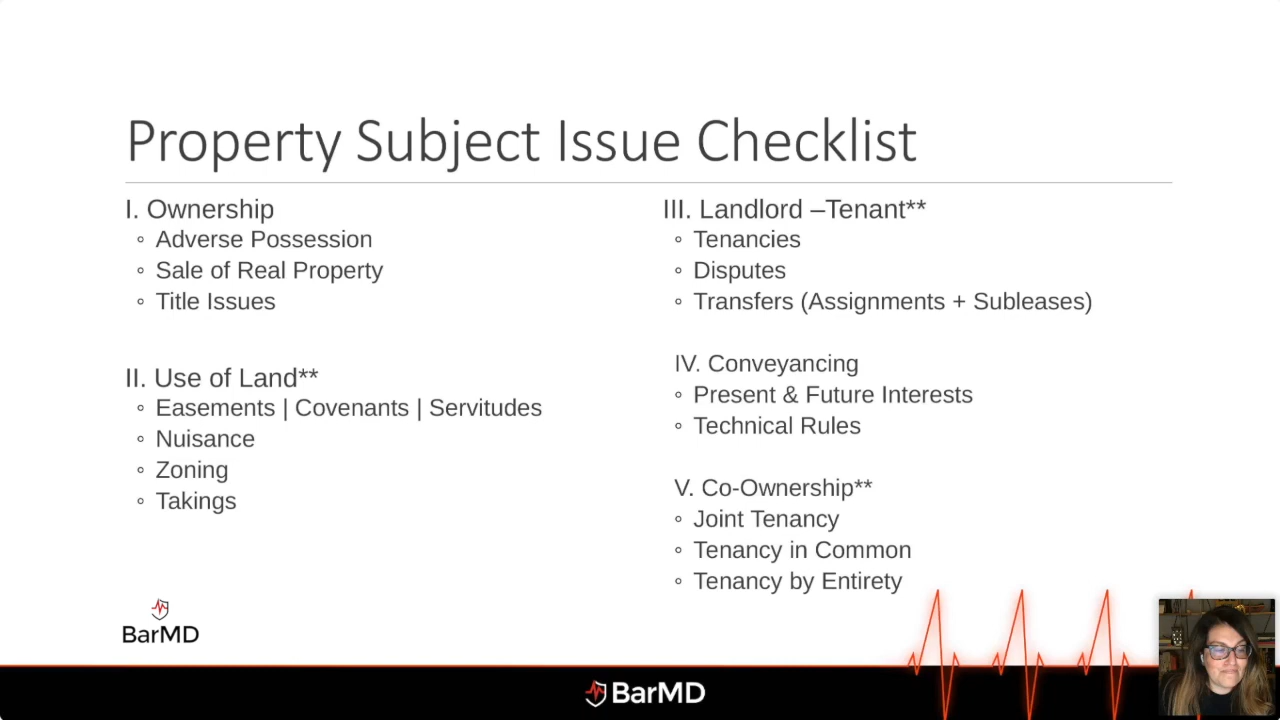 Property Subject Issue Checklist
I. Ownership
◦ Adverse Possession
◦ Sale of Real Property
◦ Title Issues
II. Use of Land**
◦ Easements | Covenants | Servitudes
◦ Nuisance
◦ Zoning
◦ Takings
III. Landlord –Tenant**
◦ Tenancies
◦ Disputes
◦ Transfers (Assignments + Subleases)
IV. Conveyancing
◦ Present & Future Interests
◦ Technical Rules
V. Co-Ownership**
◦ Joint Tenancy
◦ Tenancy in Common
◦ Tenancy by Entirety
BarMD
BarMD